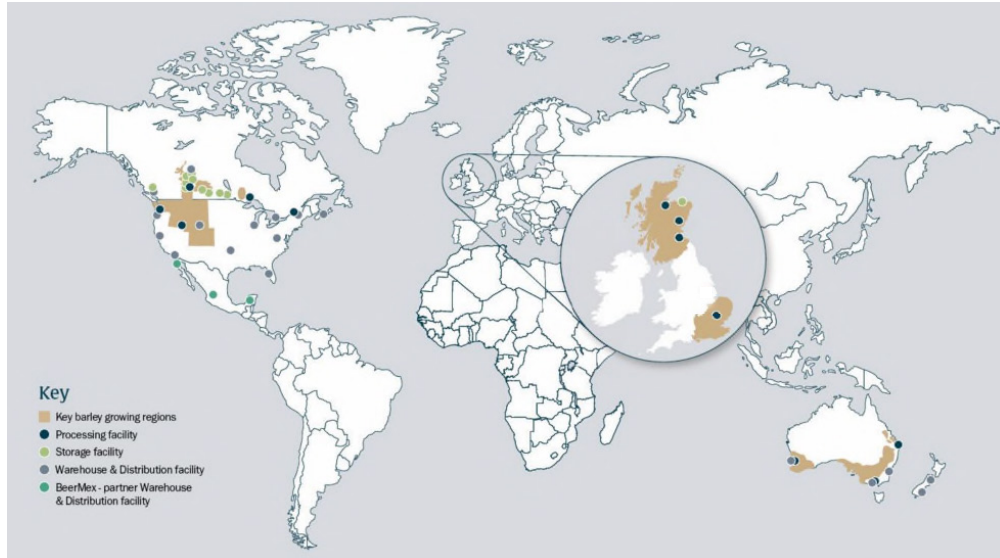 Key
Key barley growing regions
Processing facility
Storage facility
Warehouse & Distribution facility
BeerMex - partner Warehouse
& Distribution facility